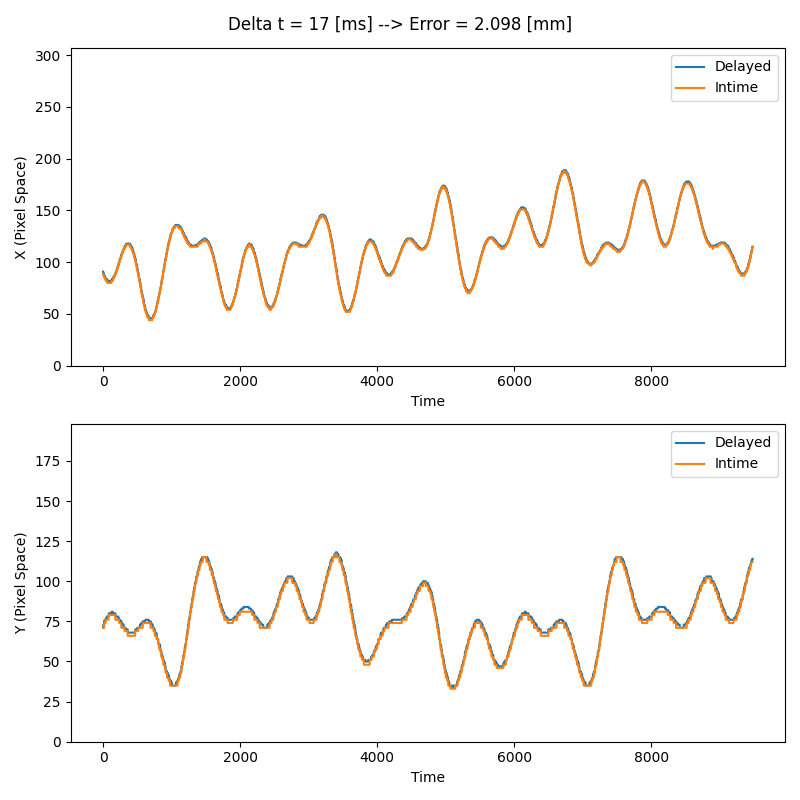 Delta t = 17 [ms] --> Error = 2.098 [mm]
300
250
200
150
100
50
0
X (Pixel Space)
Delayed
Intime
0 2000 4000 6000 8000
Time
175
150
125
100
75
50
25
0
Y (Pixel Space)
Delayed
Intime
0 2000 4000 6000 8000
Time